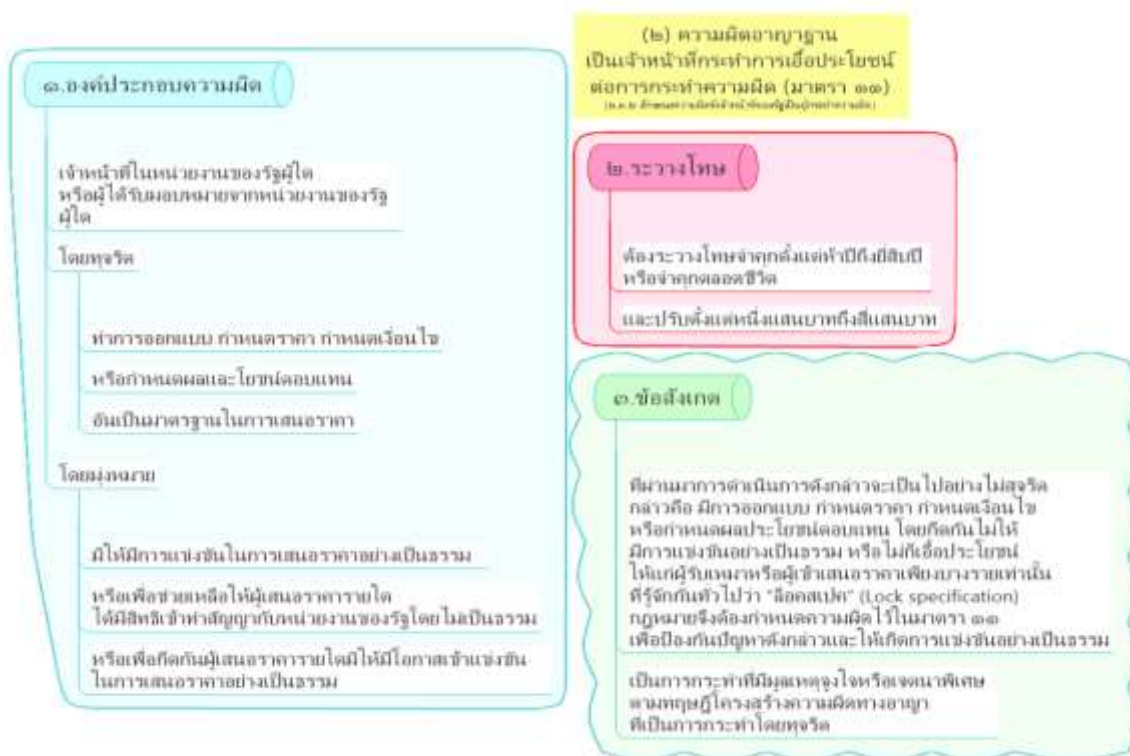 (๒) ความผิดอาญาฐาน
เป็นเจ้าหน้าที่กระทำการเอื้อประโยชน์
ต่อการกระทำความผิด (มาตรา ๑๑)
๑.องค์ประกอบความผิด
เจ้าหน้าที่ในหน่วยงานของรัฐผู้ใด
หรือผู้ได้รับมอบหมายจากหน่วยงานของรัฐ
ผู้ใด
โดยทุจริต
ทำการออกแบบ กำหนดราคา กำหนดเงื่อนไข
หรือกำหนดผลและโยชน์ตอบแทน
อันเป็นมาตรฐานในการเสนอราคา
โดยมุ่งหมาย
มิให้มีการแข่งขันในการเสนอราคาอย่างเป็นธรรม
หรือเพื่อช่วยเหลือให้ผู้เสนอราคารายใด
ได้มีสิทธิเข้าทำสัญญากับหน่วยงานของรัฐโดยไม่เป็นธรรม
หรือเพื่อกีดกันผู้เสนอราคารายใดมิให้มีโอกาสเข้าแข่งขัน
ในการเสนอราคาอย่างเป็นธรรม
๒.ระวางโทษ
ต้องระวางโทษจำคุกตั้งแต่ห้าปีถึงยี่สิบปี
หรือจำคุกตลอดชีวิต
และปรับตั้งแต่หนึ่งแสนบาทถึงสี่แสนบาท
๓.ข้อสังเกต
ที่ผ่านมาการดำเนินการดังกล่าวจะเป็นไปอย่างไม่สุจริต
กล่าวคือ มีการออกแบบ กำหนดราคา กำหนดเงื่อนไข
หรือกำหนดผลประโยชน์ตอบแทน โดยกีดกันไม่ให้
มีการแข่งขันอย่างเป็นธรรม หรือไม่ก็เอื้อประโยชน์
ให้แก่ผู้รับเหมาหรือผู้เข้าเสนอราคาเพียงบางรายเท่านั้น
ที่รู้จักกันทั่วไปว่า “ล็อคสเปค” (Lock specification)
กฎหมายจึงต้องกำหนดความผิดไว้ในมาตรา ๑๑
เพื่อป้องกันปัญหาดังกล่าวและให้เกิดการแข่งขันอย่างเป็นธรรม
เป็นการกระทำที่มีมูลเหตุจูงใจหรือเจตนาพิเศษ
ตามทฤษฎีโครงสร้างความผิดทางอาญา
ที่เป็นการกระทำโดยทุจริต